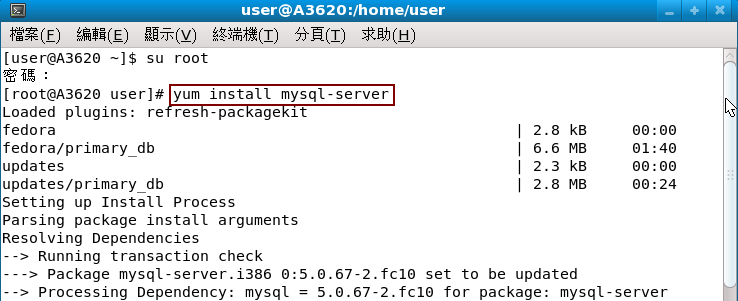 user@A3620:/home/user
檔案(F) 編輯(E) 顯示(V) 終端機(T) 分頁(T) 求助(H)
[user@A3620 ~]$ su root
密碼：
[root@A3620 user]# yum install mysql-server
Loaded plugins: refresh-packagekit
fedora | 2.8 kB 00:00
fedora/primary_db | 6.6 MB 01:40
updates | 2.3 kB 00:00
updates/primary_db | 2.8 MB 00:24
Setting up Install Process
Parsing package install arguments
Resolving Dependencies
--> Running transaction check
---> Package mysql-server.i386 0:5.0.67-2.fc10 set to be updated
--> Processing Dependency: mysql = 5.0.67-2.fc10 for package: mysql-server